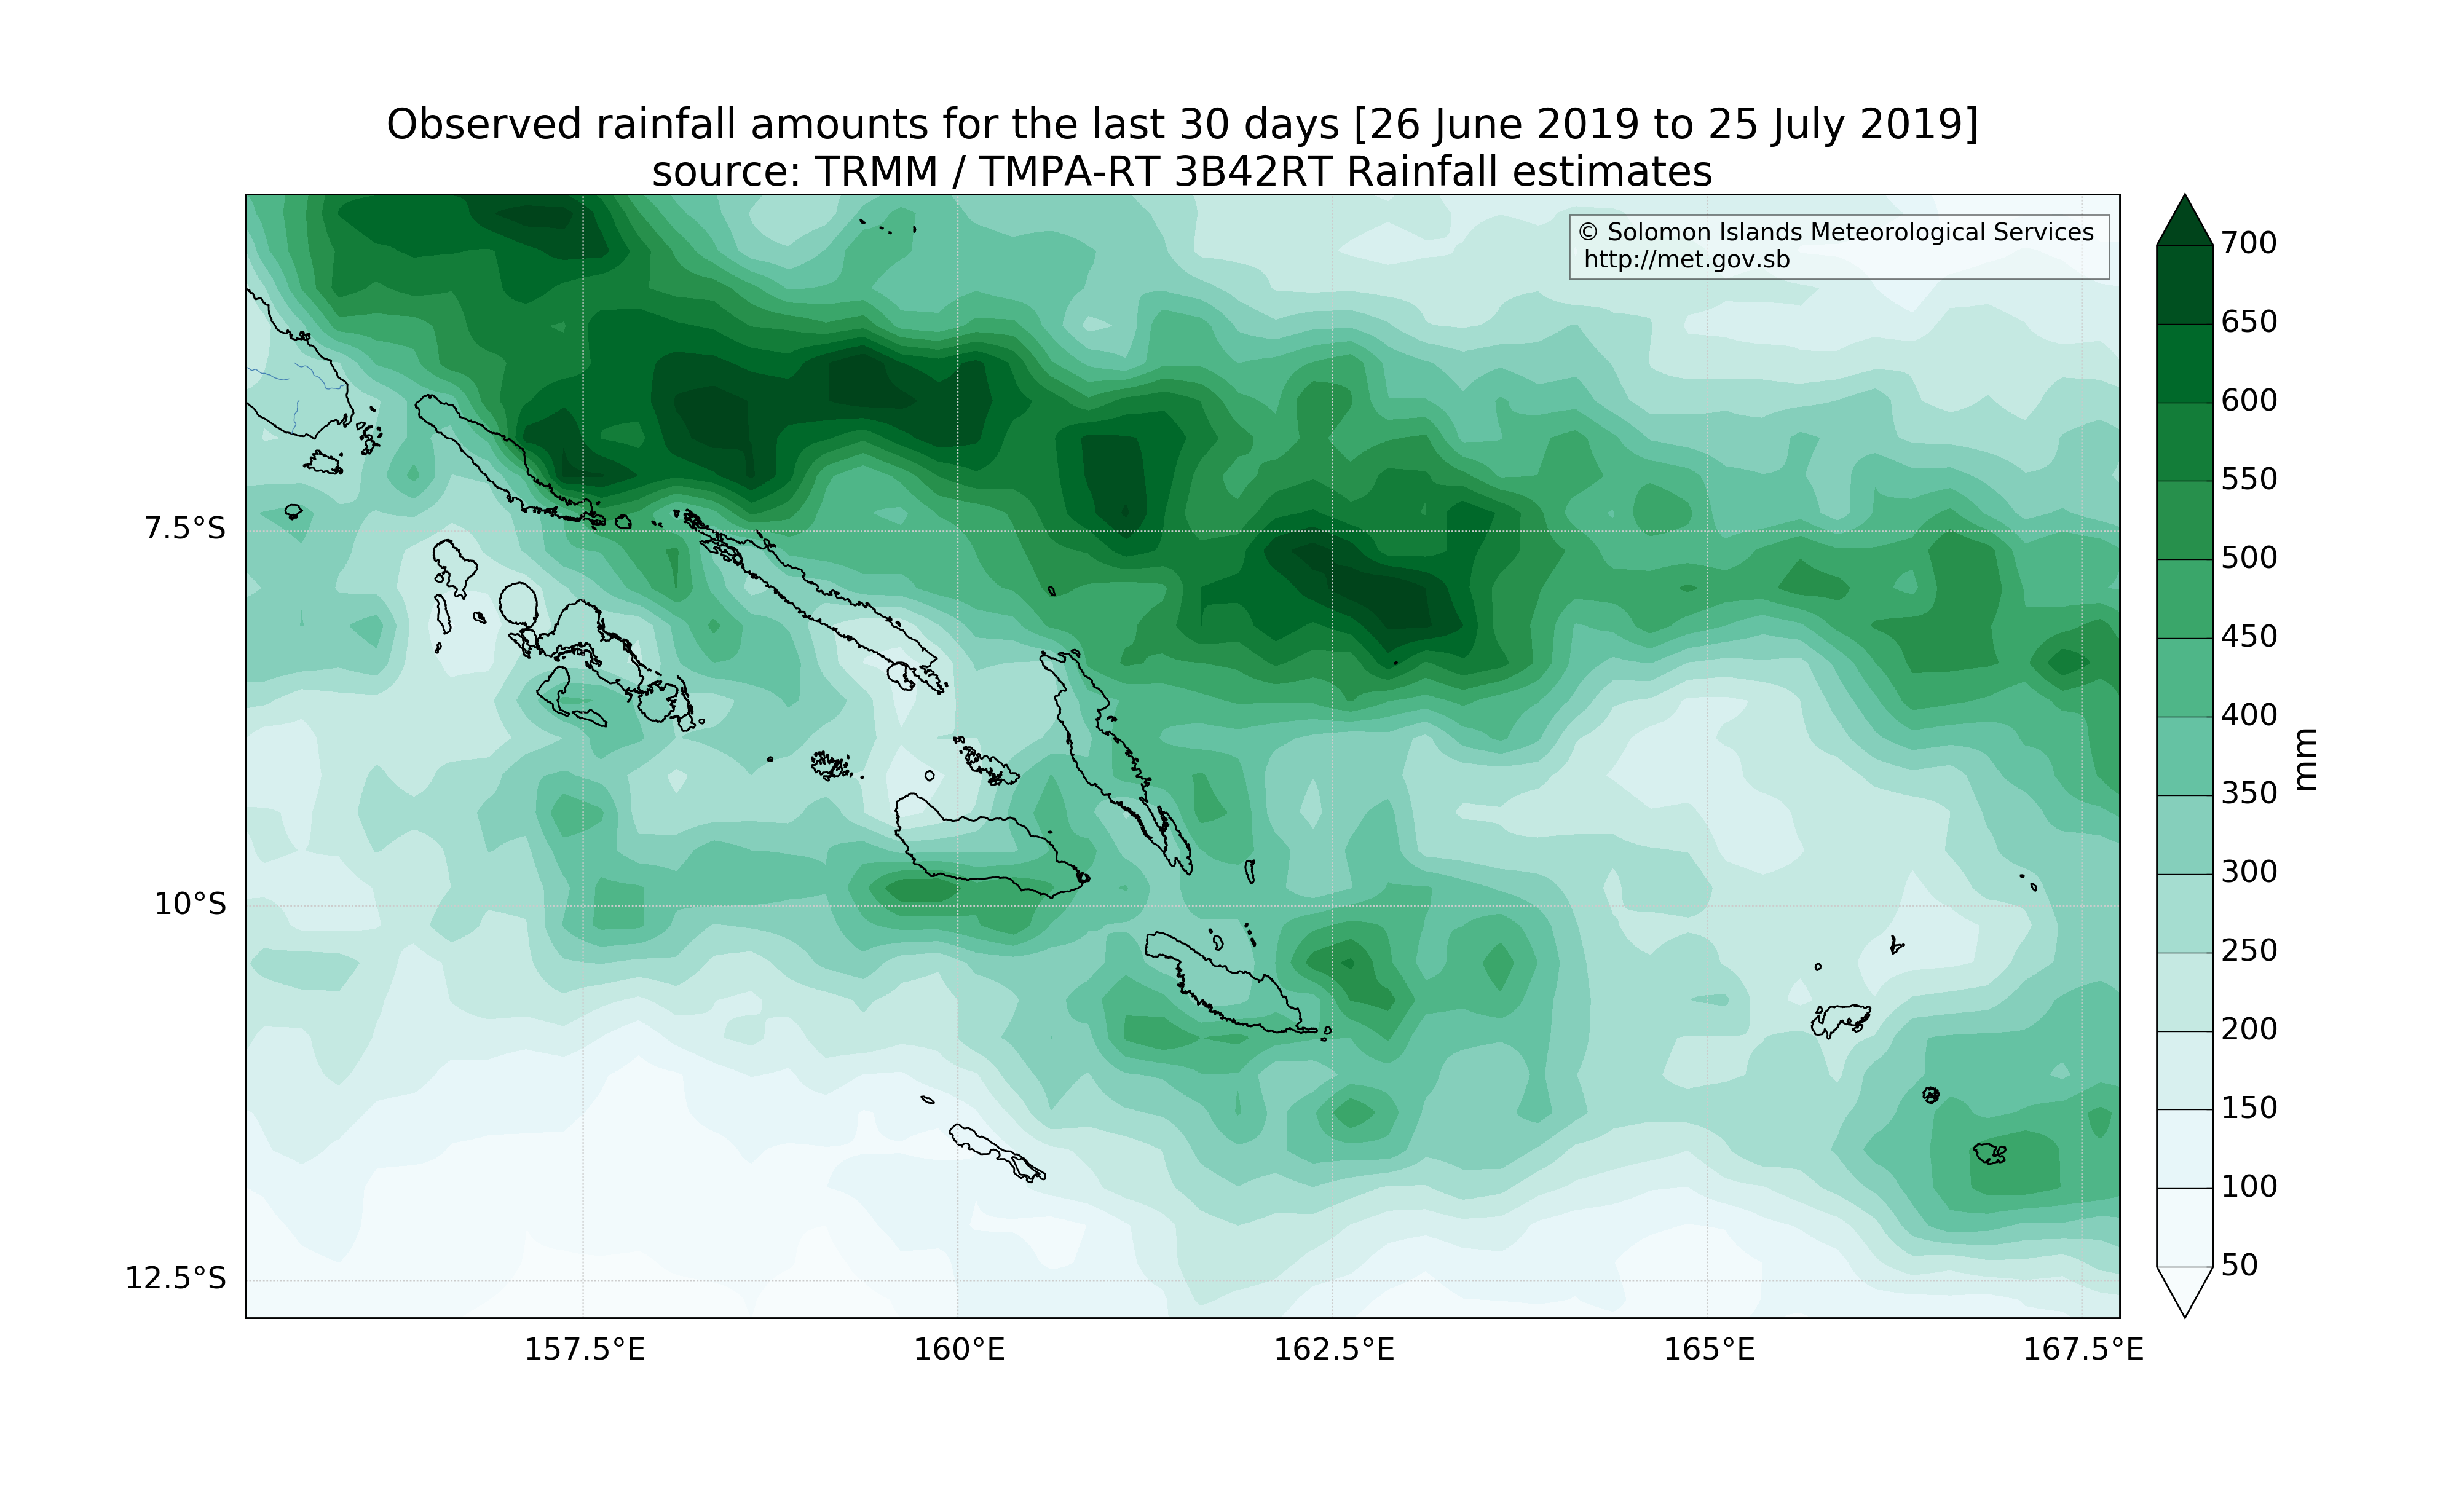 Observed rainfall amounts for the last 30 days [26 June 2019 to 25 July 2019]
source: TRMM / TMPA-RT 3B42RT Rainfall estimates
© Solomon Islands Meteorological Services
http://met.gov.sb
7.5°S
10°S
12.5°S
157.5°E
160°E
162.5°E
165°E
167.5°E
700
650
600
550
500
450
400
350
300
250
200
150
100
50
mm